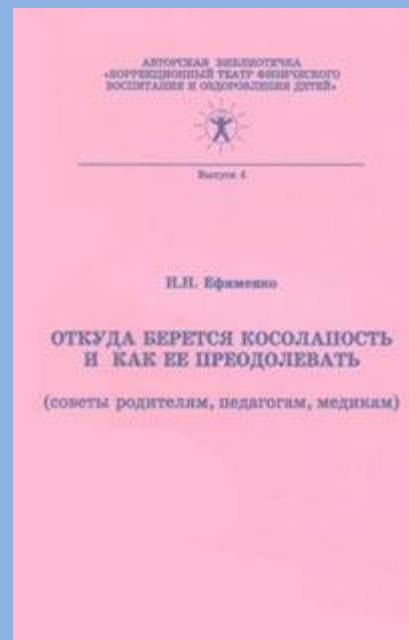 АВТОРСКАЯ БИБЛИОТЕЧКА
«КОРРЕКЦИОННЫЙ ТЕАТР ФИЗИЧЕСКОГО
ВОСПИТАНИЯ И ОЗДОРОВЛЕНИЯ ДЕТЕЙ»
Выпуск 4
Н.Н. Ефименко
ОТКУДА БЕРЕТСЯ КОСОЛАПОСТЬ
И КАК ЕЕ ПРЕОДОЛЕВАТЬ
(советы родителям, педагогам, медикам)